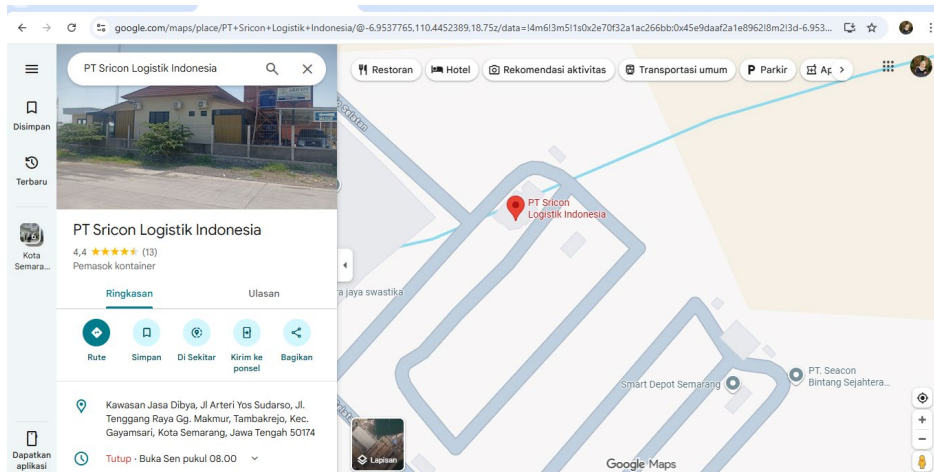 google.com/maps/place/PT+Sricon+Logistik+Indonesia/@-6.9537765,110.4452389,18.75z/data=!4m6!3m5!1s0x2e70f32a1ac266bb:0x45e9daaf2a1e8962!8m2!3d-6.953...
PT Sricon Logistik Indonesia
Restoran
Hotel
Rekomendasi aktivitas
Transportasi umum
P Parkir
Ap
Disimpan
Terbaru
Kota
Semara...
Dapatkan
aplikasi
PT Sricon Logistik Indonesia
4,4 (13)
Pemasok kontainer
Ringkasan
Ulasan
Rute
Simpan
Di Sekitar
Kirim ke
ponsel
Bagikan
Kawasan Jasa Dibya, Jl Arteri Yos Sudarso, Jl.
Tenggang Raya Gg. Makmur, Tambakrejo, Kec.
Gayamsari, Kota Semarang, Jawa Tengah 50174
Tutup · Buka Sen pukul 08.00
Selatan
PT Sricon
Logistik Indonesia
a jaya swastika
Smart Depot Semarang
PT. Seacon
Bintang Sejahtera...
Lapisan
Google Maps